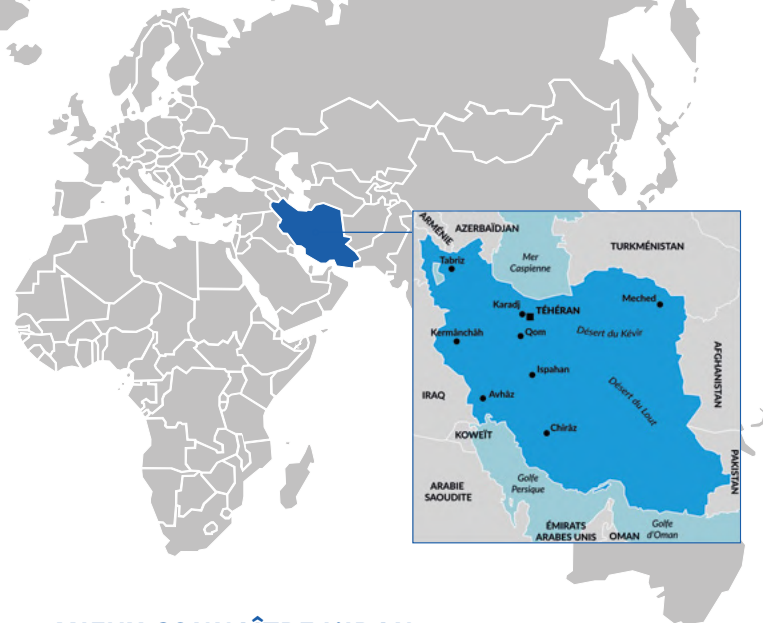 ARMÉNIE
AZERBAÏDJAN
TURKMÉNISTAN
Mer
Caspienne
Tabriz
Meched
Karadj
TÉHÉRAN
Qom
Désert du Kévir
Kermânchâh
AFGHANISTAN
Ispahan
Désert du Lout
IRAQ
Avhâz
Chirâz
KOWEÏT
PAKISTAN
Golfe
Persique
ARABIE
SAOUDITE
ÉMIRATS
ARABES UNIS
OMAN
Golfe
d'Oman